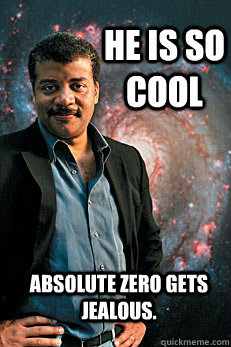 HE IS SO
COOL
ABSOLUTE ZERO GETS
JEALOUS.
quickmeme.com